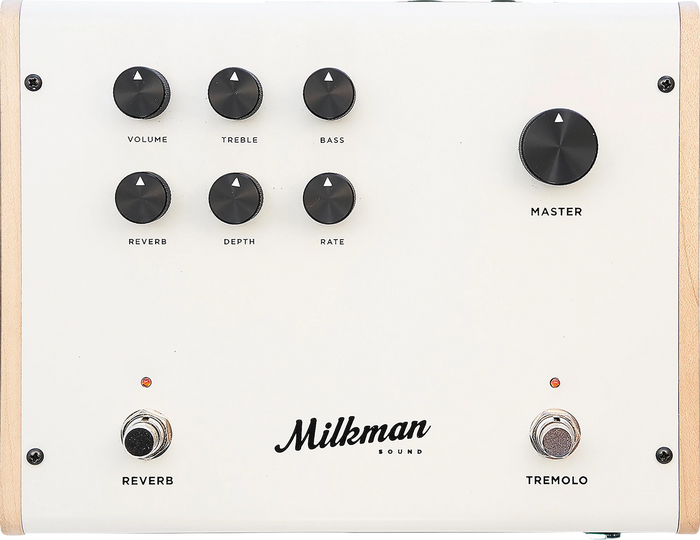 VOLUME TREBLE BASS
MASTER
REVERB DEPTH RATE
Milkman
SOUND
REVERB TREMOLO